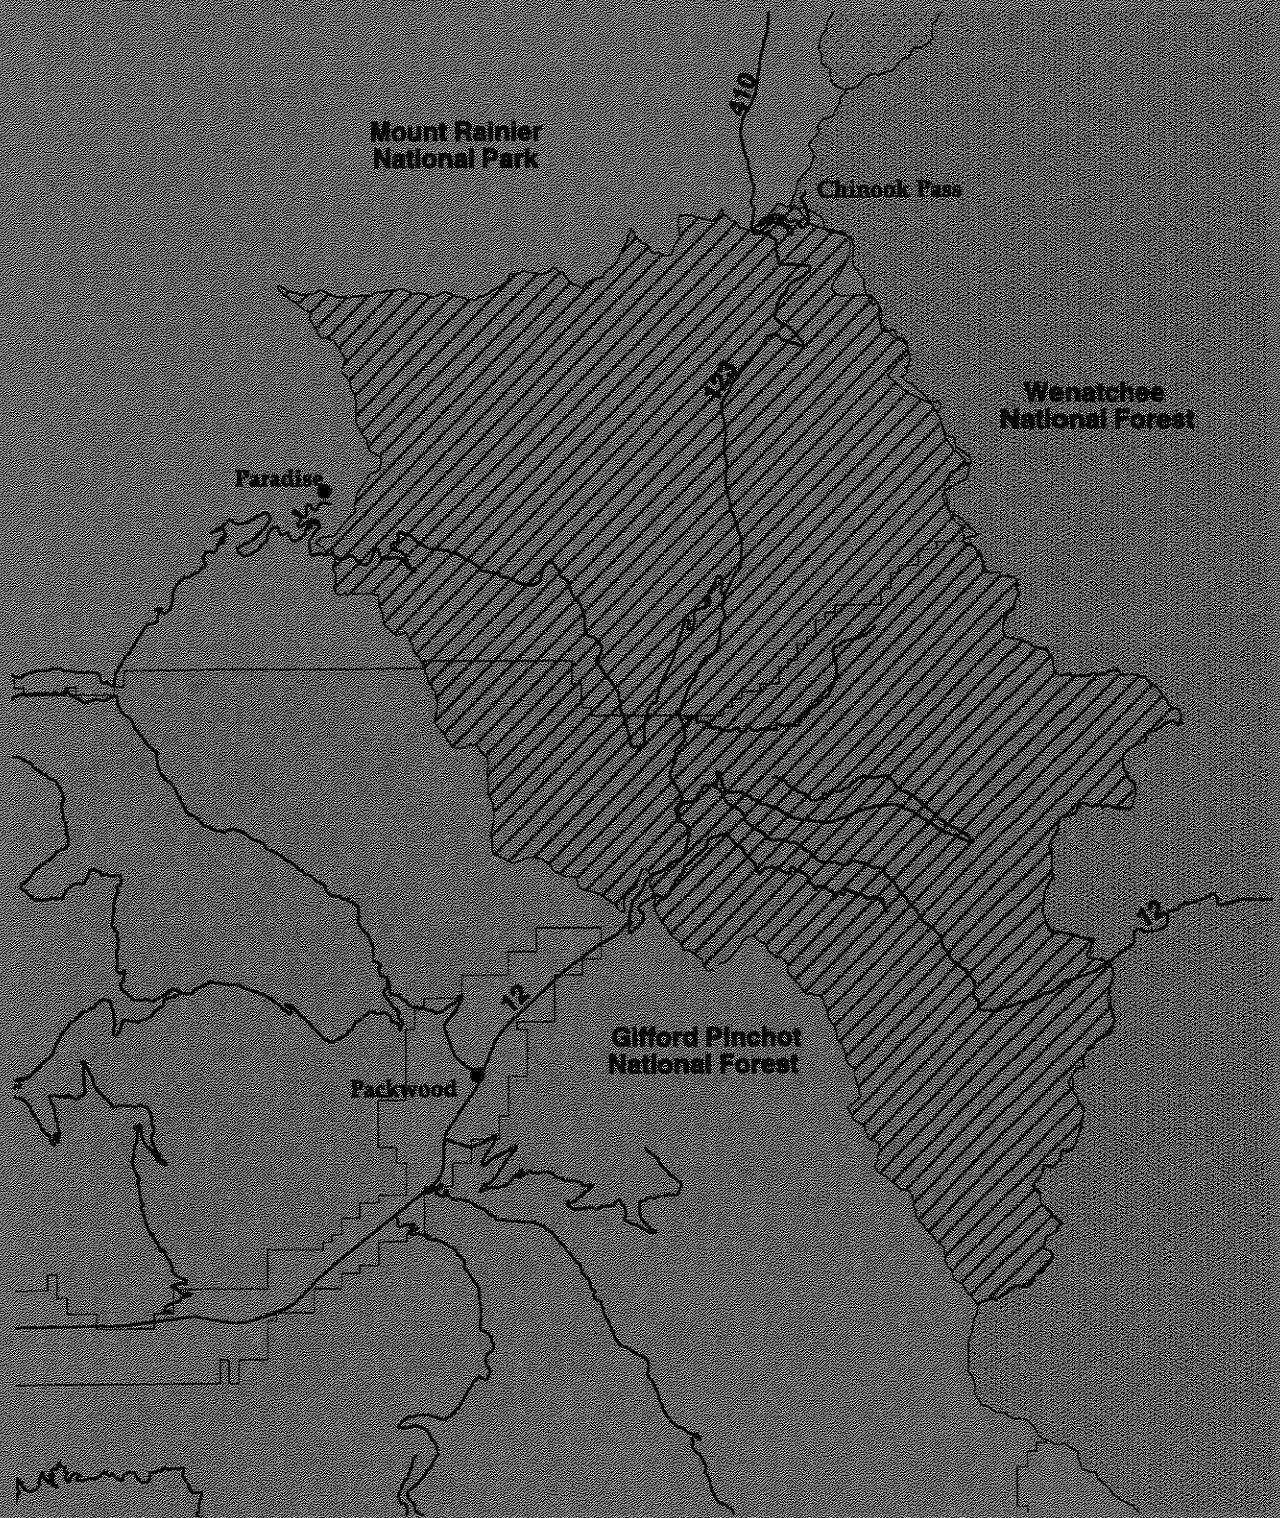 410
Mount Rainier
National Park
Chinook Pass
123
Wenatchee
National Forest
Paradise
12
12
Gifford Pinchot
National Forest
Packwood